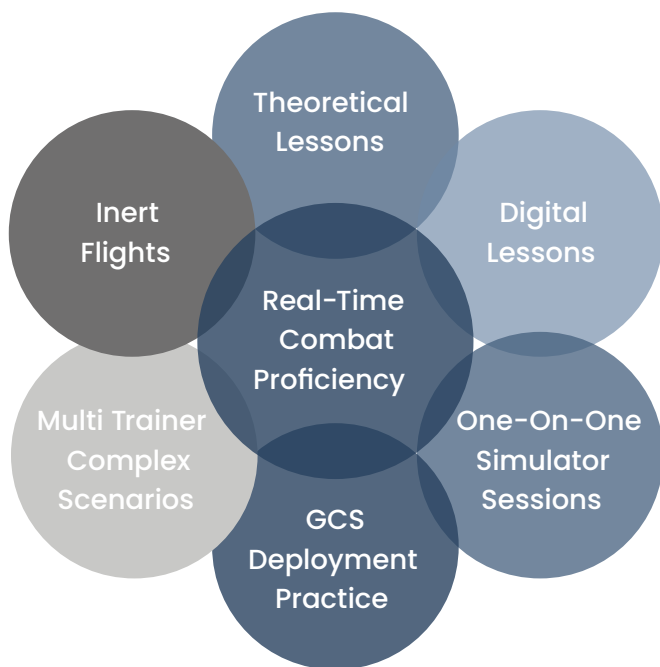 Theoretical
Lessons
Inert
Flights
Digital
Lessons
Real-Time
Combat
Proficiency
Multi Trainer
Complex
Scenarios
One-On-One
Simulator
Sessions
GCS
Deployment
Practice